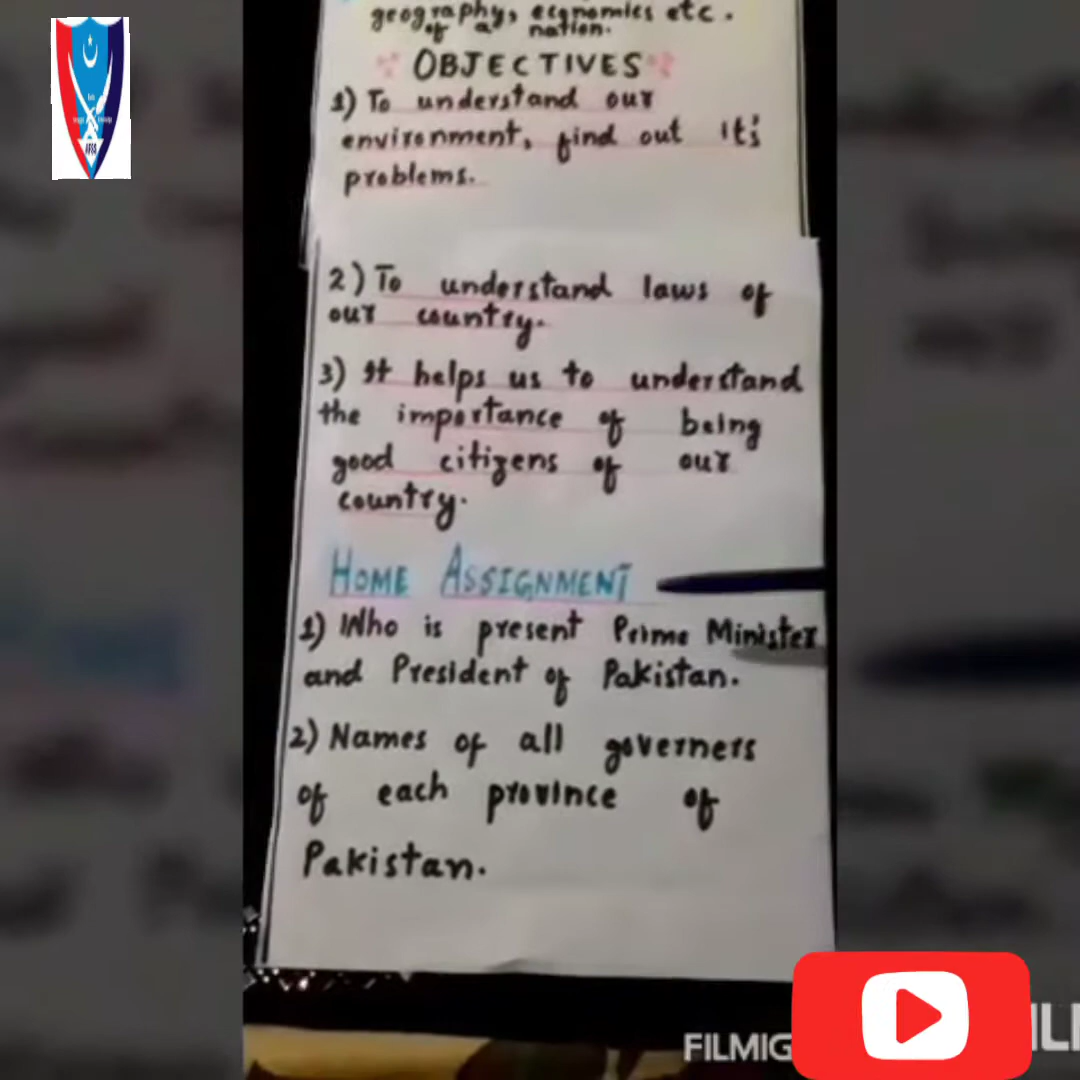 geography, economics etc.
of a nation.
OBJECTIVES
1) To understand our
environment, find out it's
problems.
2) To understand laws of
our country.
3) It helps us to understand
the importance of being
good citizens of our
country.
HOME ASSIGNMENT
1) Who is present Prime Minister
and President of Pakistan.
2) Names of all governers
of each province of
Pakistan.
APSS
FILMIG